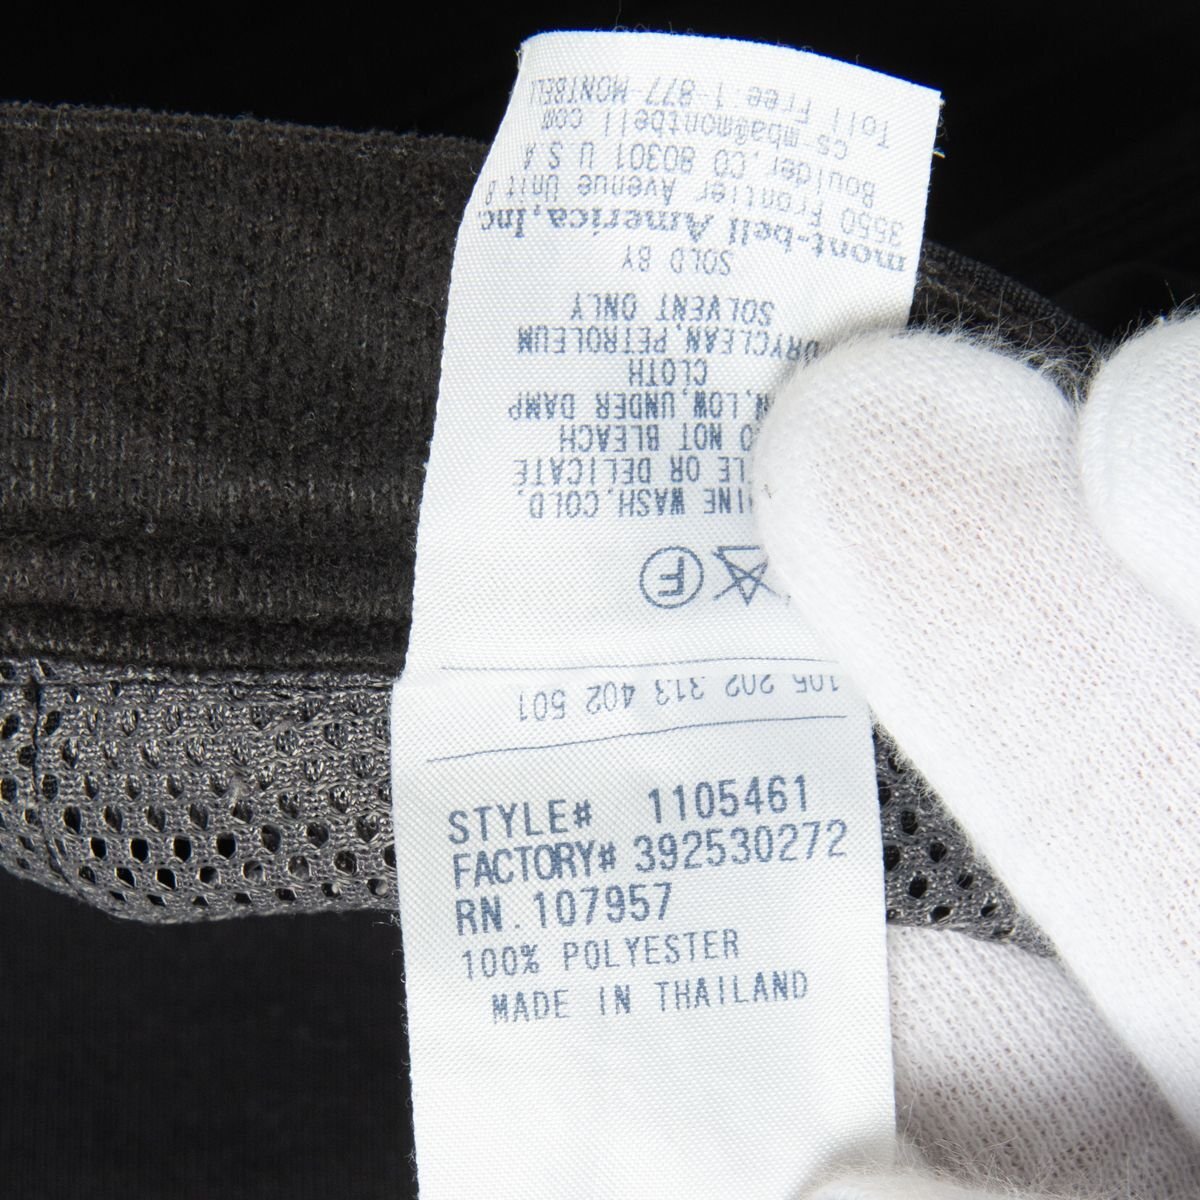 STYLE# 1105461
FACTORY# 392530272
RN. 107957
100% POLYESTER
MADE IN THAILAND
105 202 313 402 501
F
INE WASH, COLD,
LE OR DELICATE
O NOT BLEACH
N, LOW, UNDER DAMP
CLOTH
DRYCLEAN, PETROLEUM
SOLVENT ONLY
SOLD BY
mont-bell America, Inc
3550 Frontier Avenue Unit
Boulder, CO 80301 U S A
cs-mba@montbell com
Toll Free: 1-877-MONTBEL